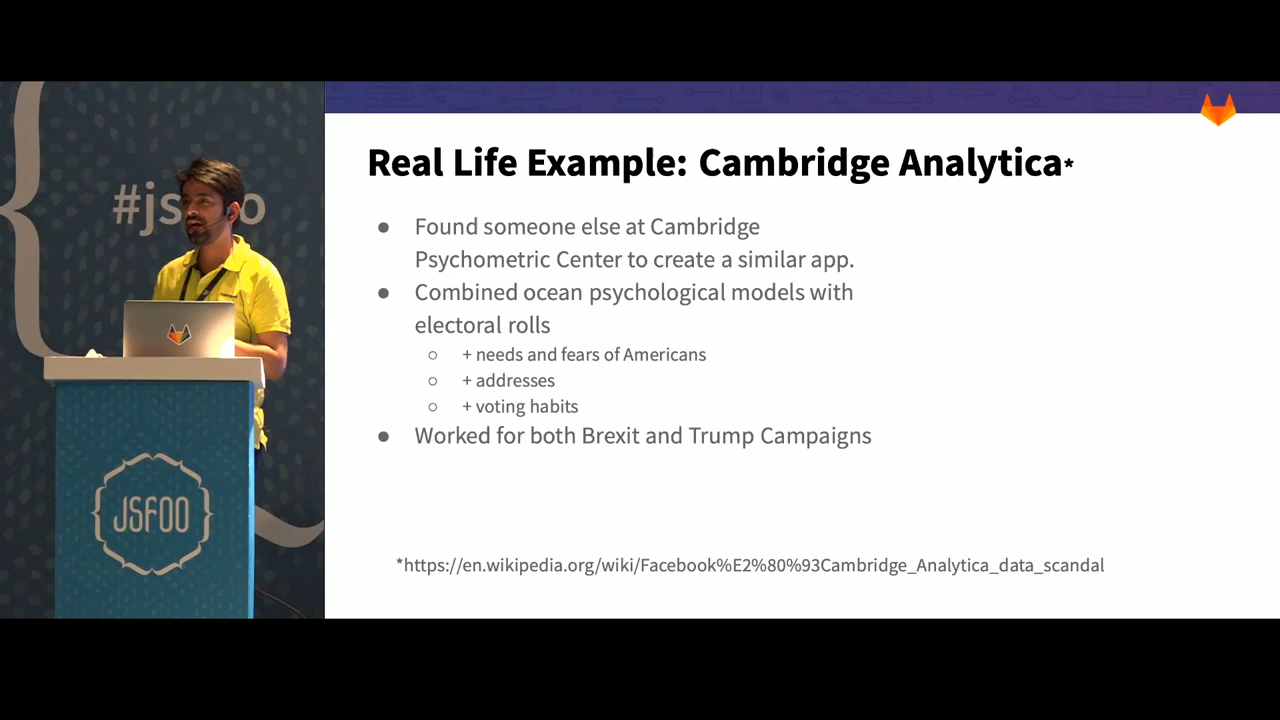 #js o
Real Life Example: Cambridge Analytica*
● Found someone else at Cambridge
Psychometric Center to create a similar app.
● Combined ocean psychological models with
electoral rolls
○ + needs and fears of Americans
○ + addresses
○ + voting habits
● Worked for both Brexit and Trump Campaigns
*https://en.wikipedia.org/wiki/Facebook%E2%80%93Cambridge_Analytica_data_scandal
JSFOO